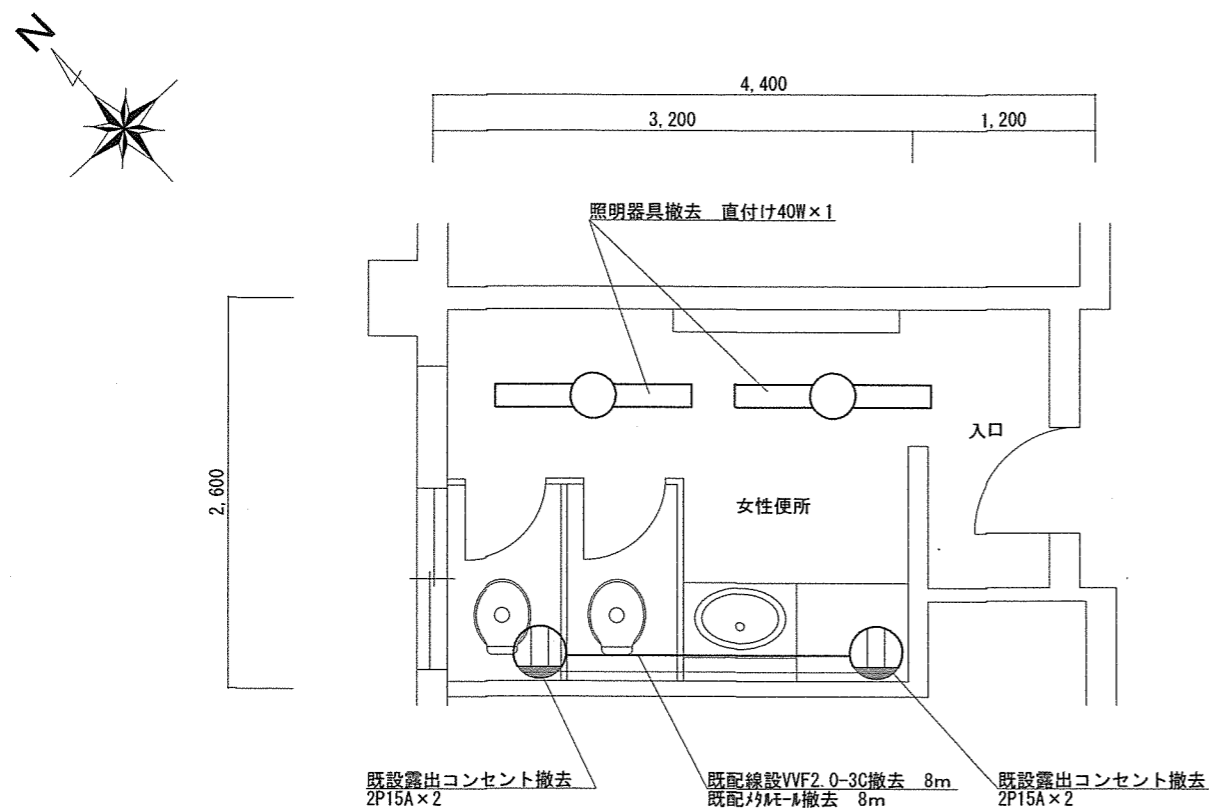 N
4,400
3,200
1,200
照明器具撤去 直付け40W×1
2,600
入口
女性便所
既設露出コンセント撤去
2P15A×2
既配線設VVF2.0-3C撤去 8m
既配ﾒﾀﾙﾓｰﾙ撤去 8m
既設露出コンセント撤去
2P15A×2